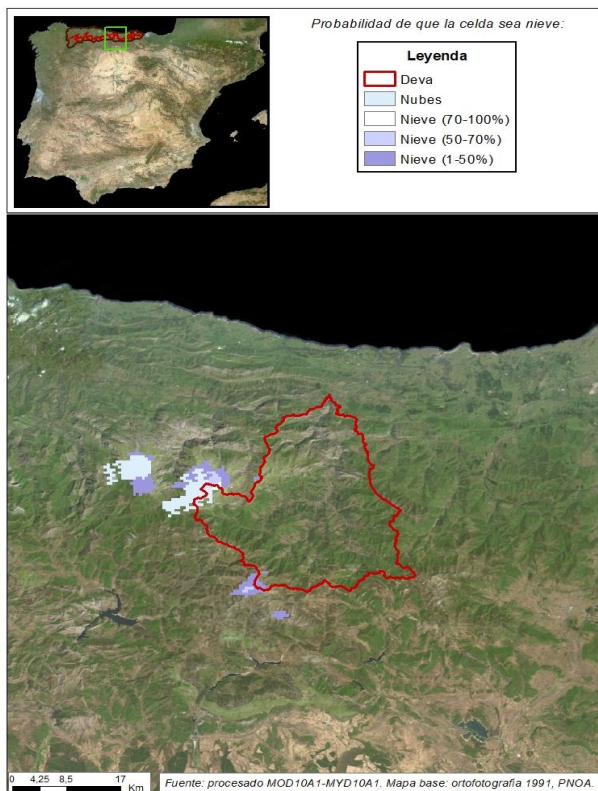 Probabilidad de que la celda sea nieve:
Leyenda
Deva
Nubes
Nieve (70-100%)
Nieve (50-70%)
Nieve (1-50%)
0 4,25 8,5 17
Km
Fuente: procesado MOD10A1-MYD10A1. Mapa base: ortofotografía 1991, PNOA.